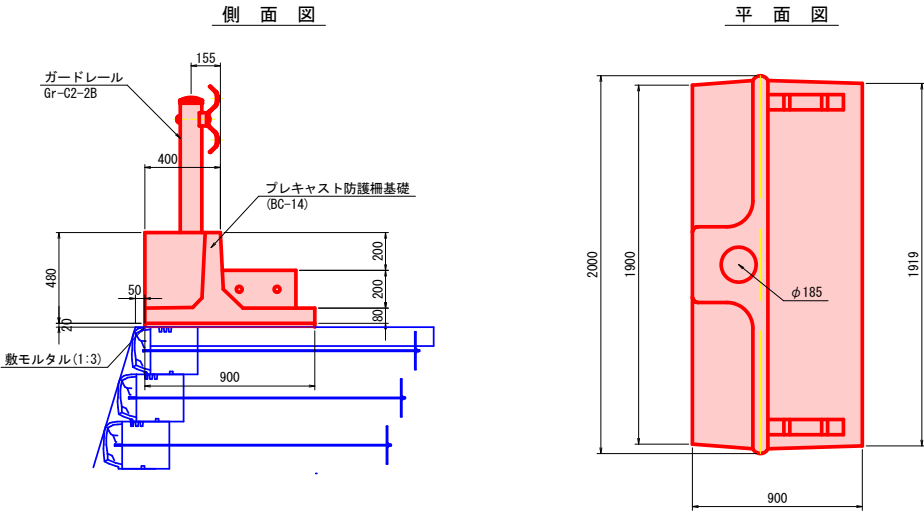 側面図
平面図
155
ガードレール
Gr-C2-2B
400
プレキャスト防護柵基礎
(BC-14)
480
200
200
80
50
20
敷モルタル(1:3)
900
2000
1900
φ185
1919
900